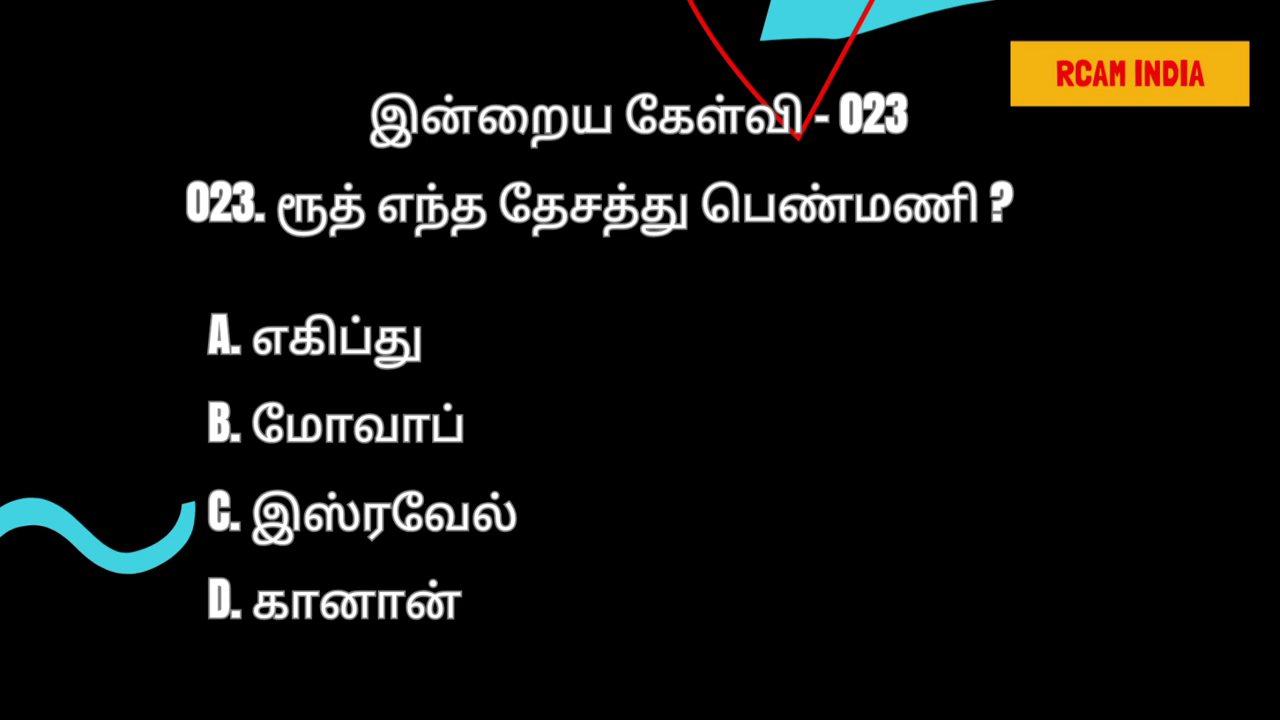 RCAM INDIA
இன்றைய கேள்வி - 023
023. ரூத் எந்த தேசத்து பெண்மணி ?
A. எகிப்து
B. மோவாப்
C. இஸ்ரவேல்
D. கானான்